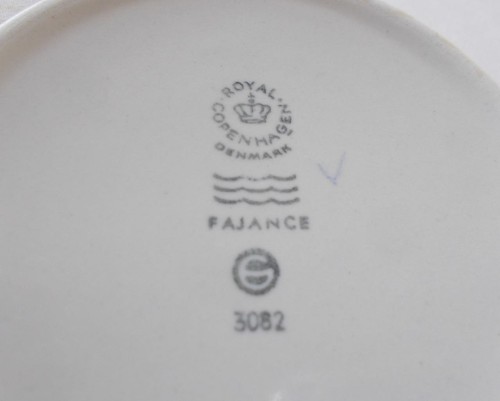 ROYAL
COPENHAGEN
DENMARK
FAJANCE
3082